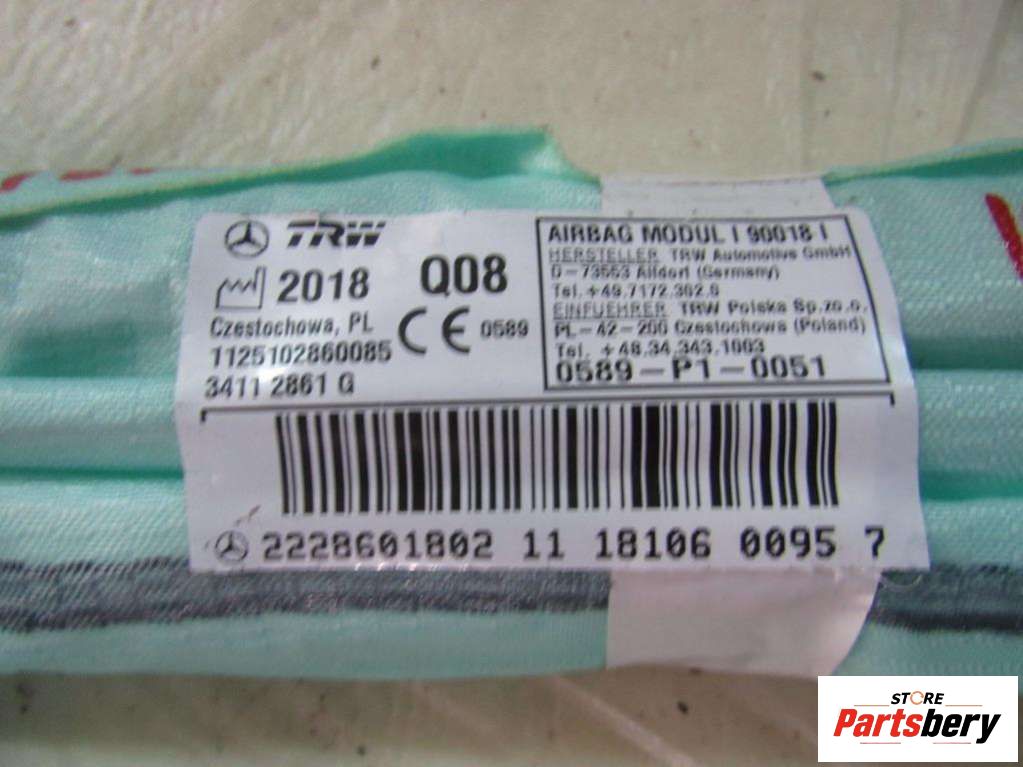 TRW
2018 Q08
Czestochowa, PL
CE 0589
1125102860085
3411 2861 G
AIRBAG MODUL I 90018 I
HERSTELLER TRW Automotive GmbH
D-73553 Alfdorf (Germany)
Tel. +49.7172.302.0
EINFUEHRER TRW Polska Sp.zo.o.
PL-42-200 Czestochowa (Poland)
Tel. +48.34.343.1003
0589-P1-0051
2228601802 11 18106 0095 7
STORE
Partsbery